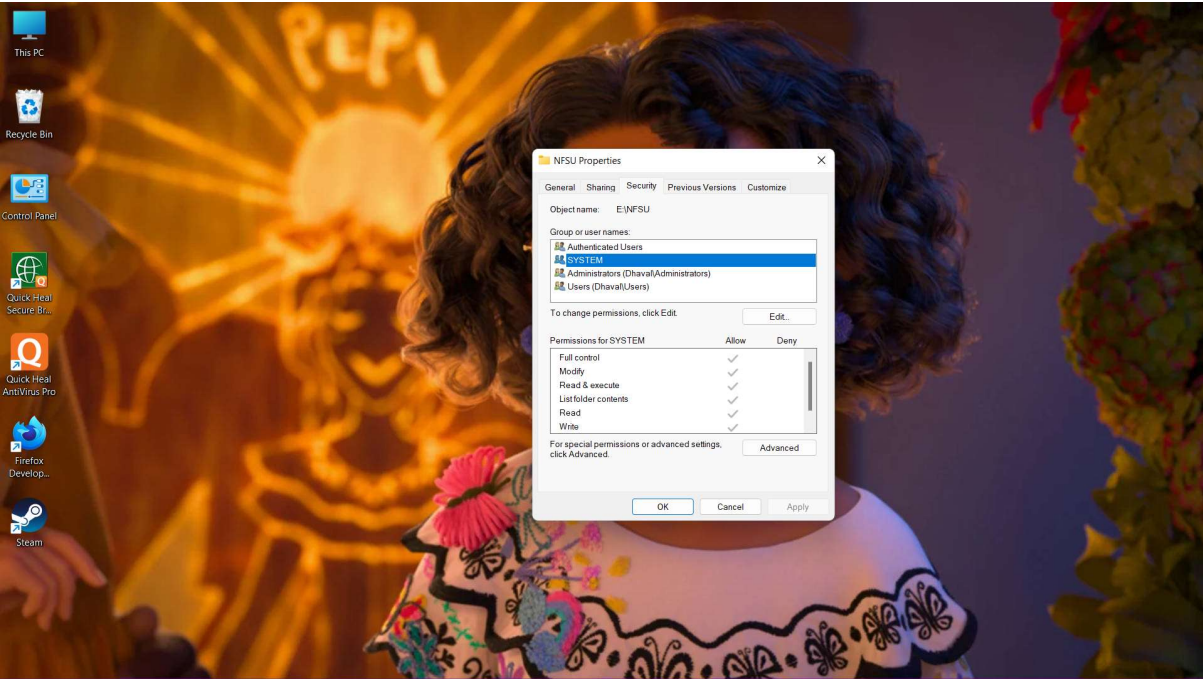 PEPA
This PC
Recycle Bin
Control Panel
Quick Heal
Secure Br...
Quick Heal
AntiVirus Pro
Firefox
Develop...
Steam
NFSU Properties
General Sharing Security Previous Versions Customize
Object name: E:\NFSU
Group or user names:
Authenticated Users
SYSTEM
Administrators (Dhaval\Administrators)
Users (Dhaval\Users)
To change permissions, click Edit.
Edit..
Permissions for SYSTEM Allow Deny
Full control
Modify
Read & execute
List folder contents
Read
Write
For special permissions or advanced settings,
click Advanced.
Advanced
OK Cancel Apply